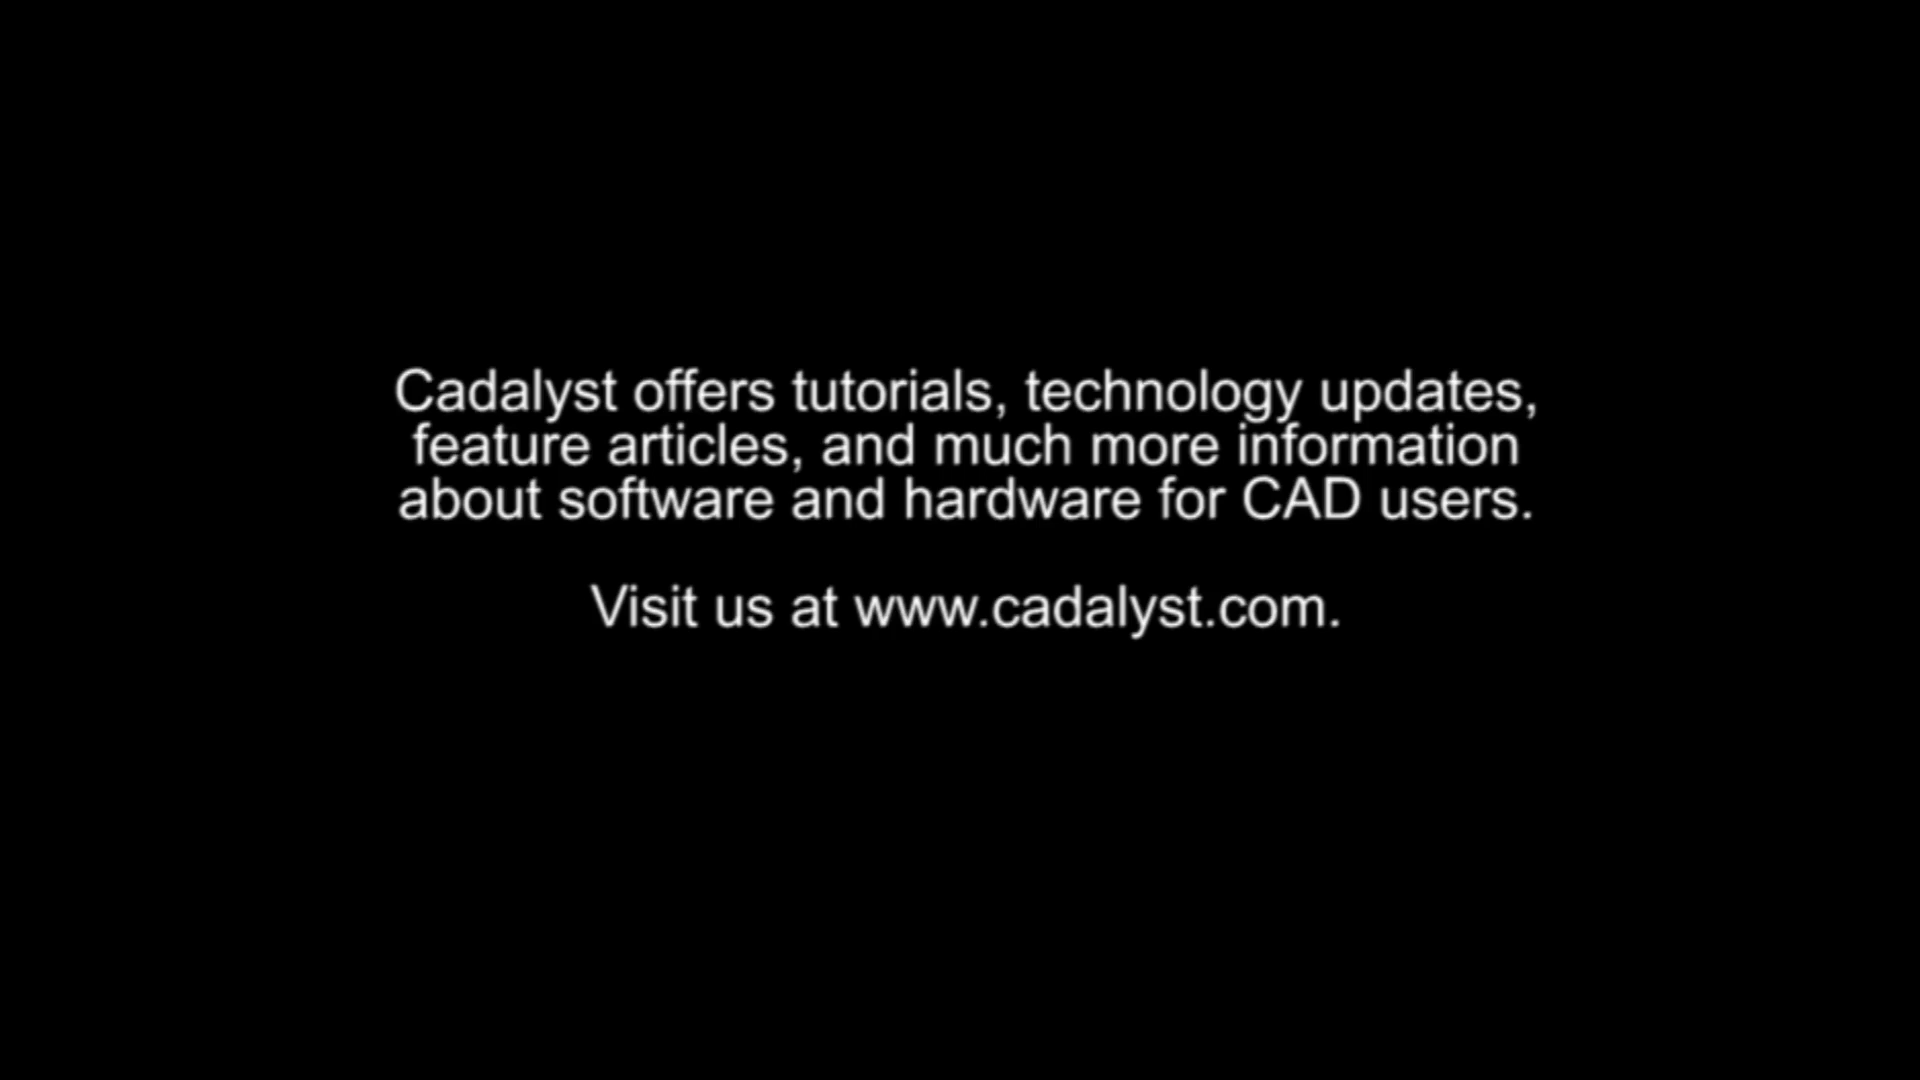 Cadalyst offers tutorials, technology updates,
feature articles, and much more information
about software and hardware for CAD users.
Visit us at www.cadalyst.com.